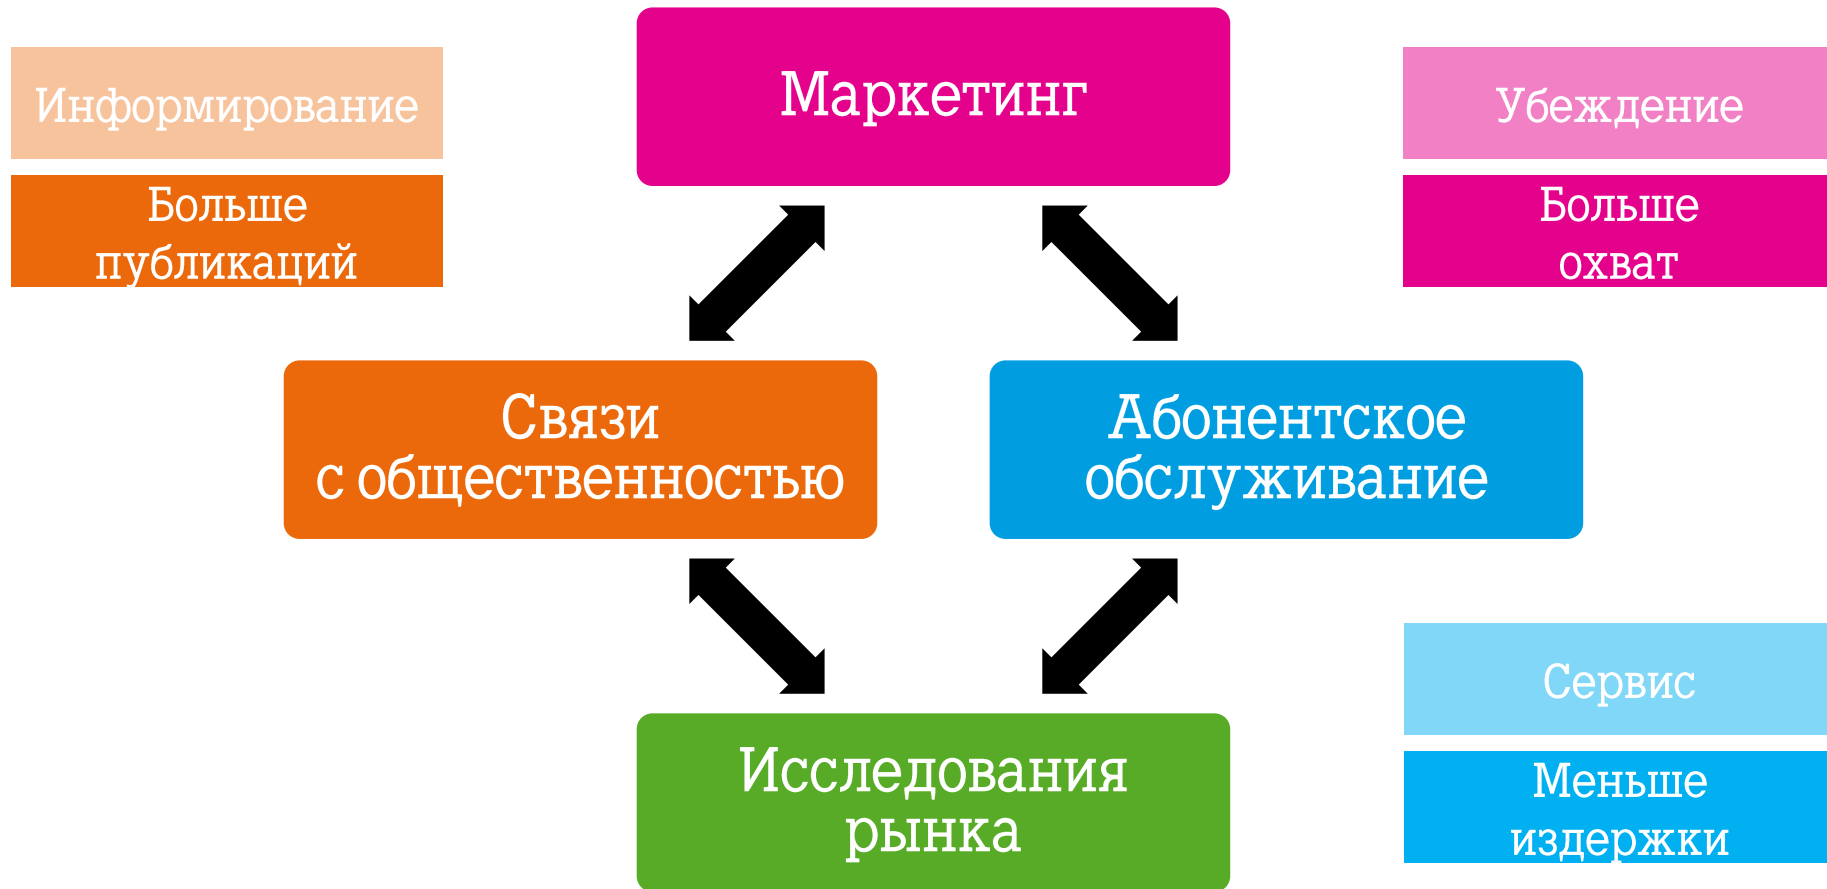 Маркетинг
Информирование
Больше
публикаций
Убеждение
Больше
охват
Связи
с общественностью
Абонентское
обслуживание
Сервис
Меньше
издержки
Исследования
рынка